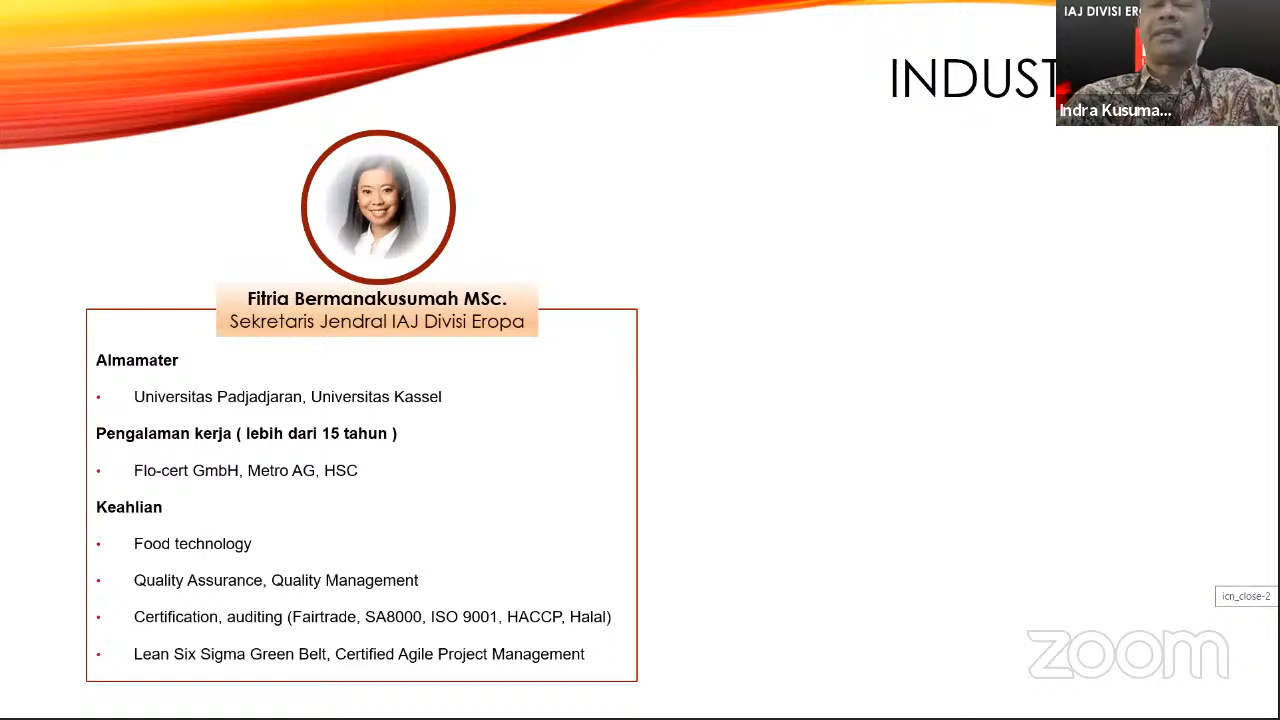 IAJ DIVISI ER
INDUST
Indra Kusuma...
Fitria Bermanakusumah MSc.
Sekretaris Jendral IAJ Divisi Eropa
Almamater
• Universitas Padjadjaran, Universitas Kassel
Pengalaman kerja ( lebih dari 15 tahun )
• Flo-cert GmbH, Metro AG, HSC
Keahlian
• Food technology
• Quality Assurance, Quality Management
• Certification, auditing (Fairtrade, SA8000, ISO 9001, HACCP, Halal)
• Lean Six Sigma Green Belt, Certified Agile Project Management
icn_close-2
zoom